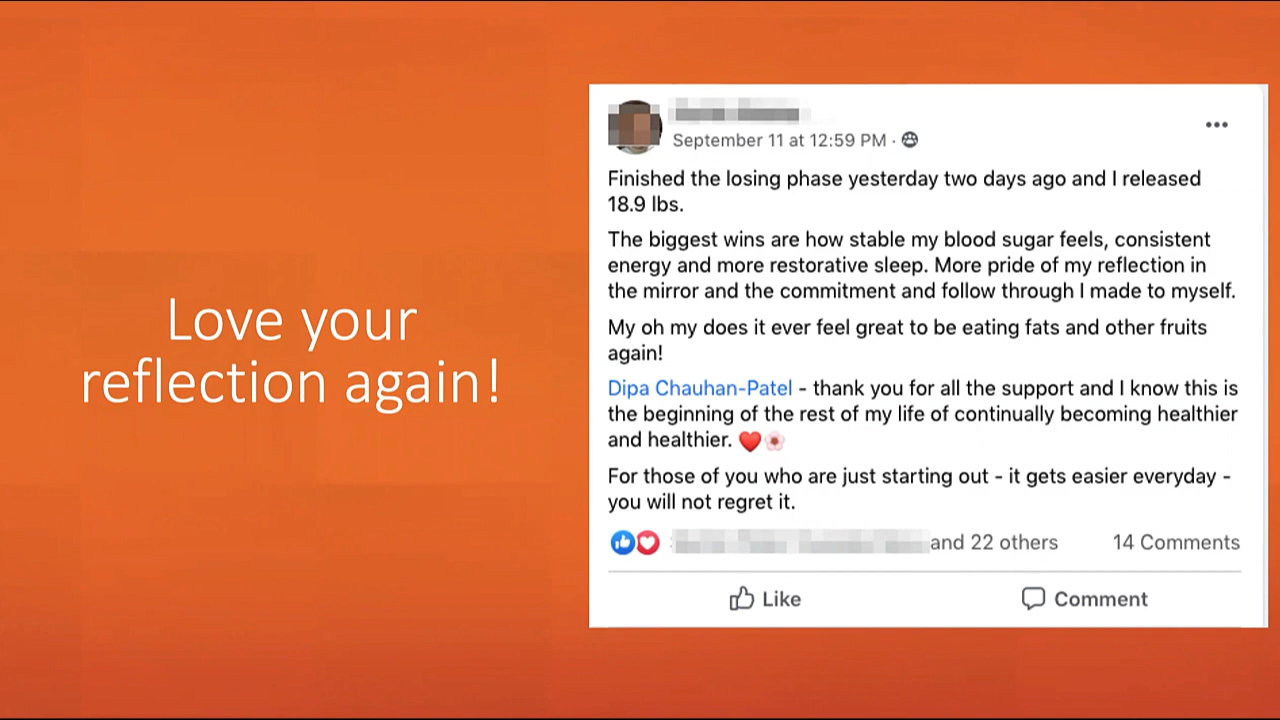 Love your
reflection again!
September 11 at 12:59 PM ·
Finished the losing phase yesterday two days ago and I released
18.9 lbs.
The biggest wins are how stable my blood sugar feels, consistent
energy and more restorative sleep. More pride of my reflection in
the mirror and the commitment and follow through I made to myself.
My oh my does it ever feel great to be eating fats and other fruits
again!
Dipa Chauhan-Patel - thank you for all the support and I know this is
the beginning of the rest of my life of continually becoming healthier
and healthier. ❤️🌸
For those of you who are just starting out - it gets easier everyday -
you will not regret it.
and 22 others 14 Comments
Like Comment